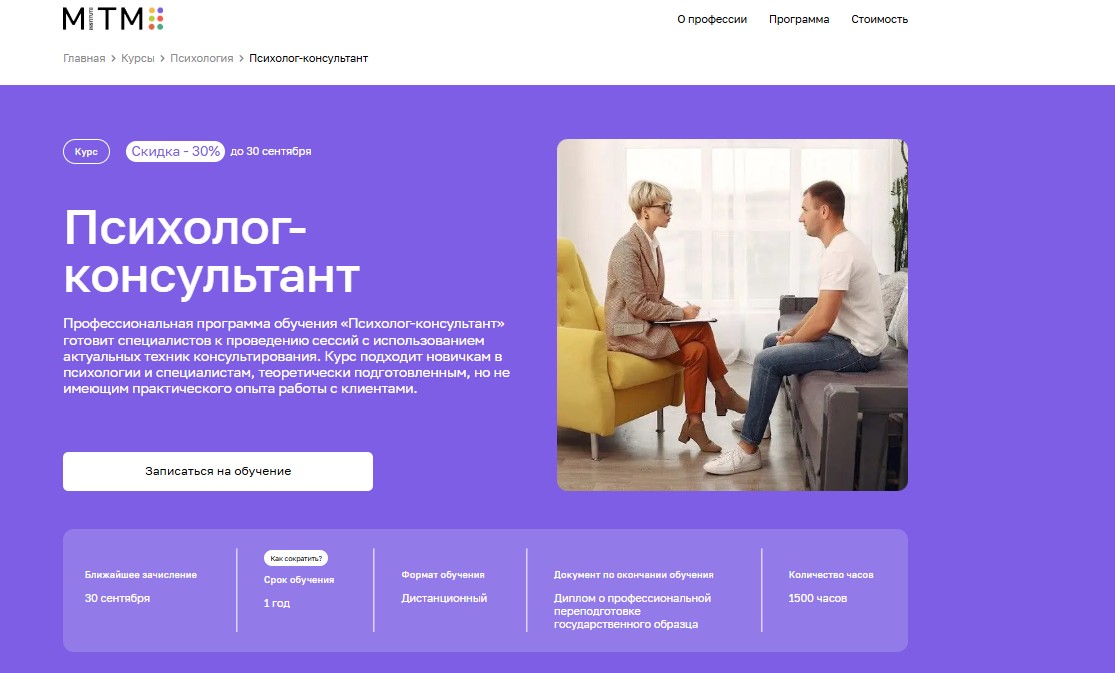 MITM INSTITUTE
О профессии Программа Стоимость
Главная > Курсы > Психология > Психолог-консультант
Курс Скидка - 30% до 30 сентября
Психолог-
консультант
Профессиональная программа обучения «Психолог-консультант»
готовит специалистов к проведению сессий с использованием
актуальных техник консультирования. Курс подходит новичкам в
психологии и специалистам, теоретически подготовленным, но не
имеющим практического опыта работы с клиентами.
Записаться на обучение
Ближайшее зачисление
30 сентября
Как сократить?
Срок обучения
1 год
Формат обучения
Дистанционный
Документ по окончании обучения
Диплом о профессиональной
переподготовке
государственного образца
Количество часов
1500 часов